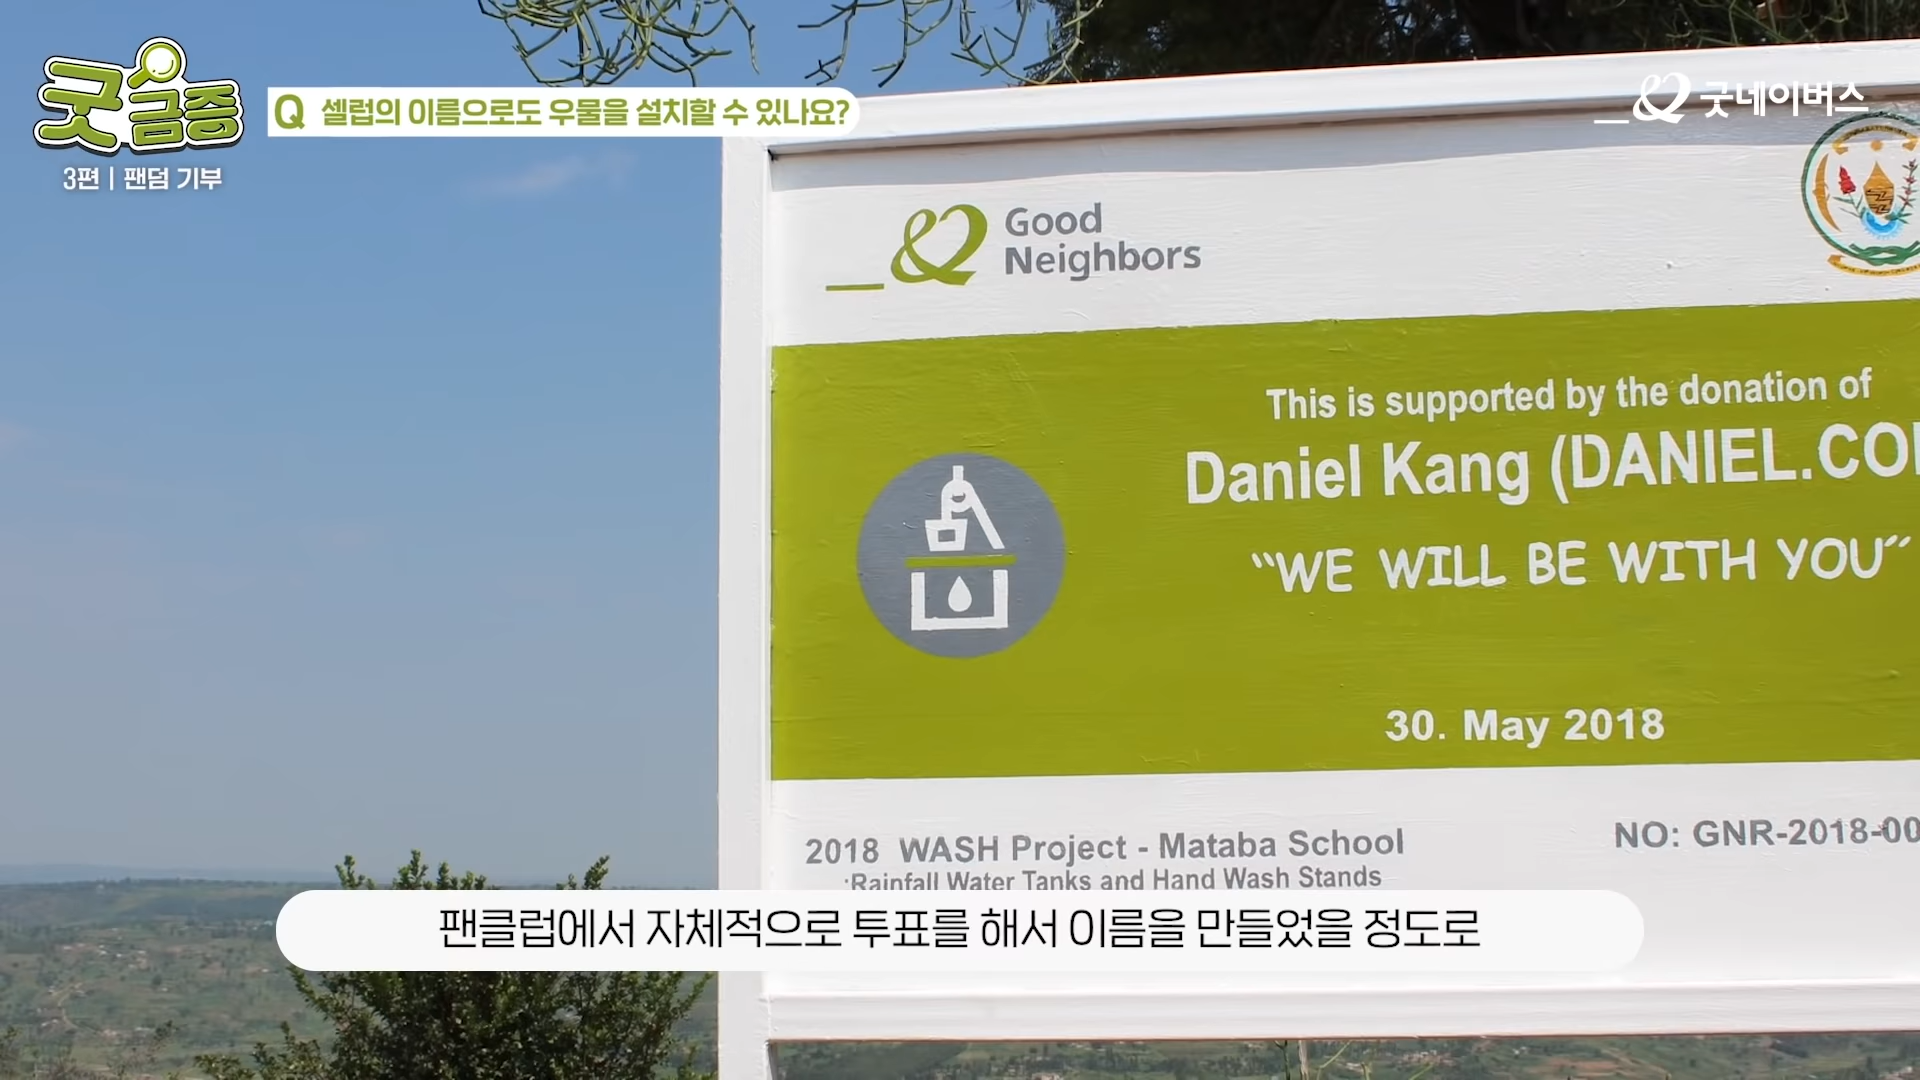 굿금증
3편 | 팬덤 기부
Q 셀럽의 이름으로도 우물을 설치할 수 있나요?
굿네이버스
Good
Neighbors
This is supported by the donation of
Daniel Kang (DANIEL.CO
"WE WILL BE WITH YOU"
30. May 2018
2018 WASH Project - Mataba School
NO: GNR-2018-00
:Rainfall Water Tanks and Hand Wash Stands
팬클럽에서 자체적으로 투표를 해서 이름을 만들었을 정도로